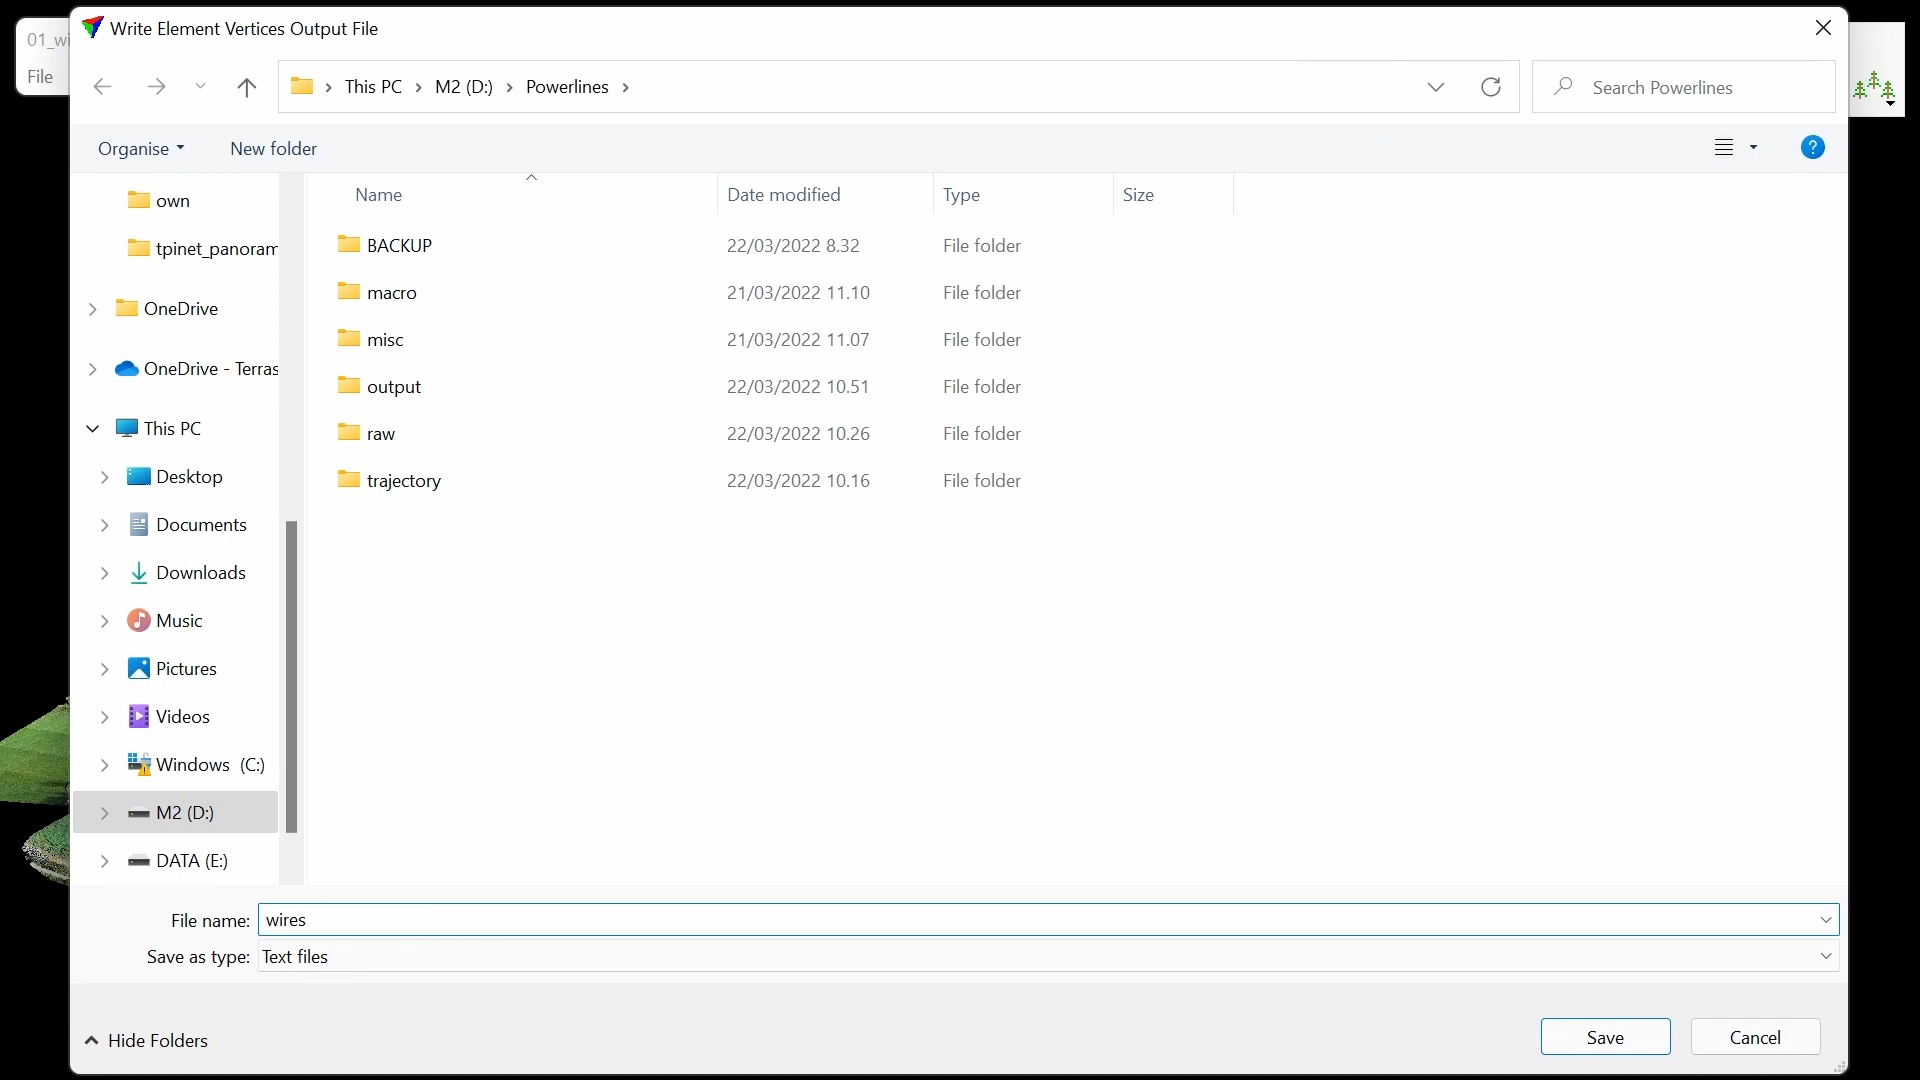 Write Element Vertices Output File
01_wi
File
This PC
M2 (D:)
Powerlines
Search Powerlines
Organise
New folder
Name
Date modified
Type
Size
own
tpinet_panoram
OneDrive
OneDrive - Terras
This PC
Desktop
Documents
Downloads
Music
Pictures
Videos
Windows (C:)
M2 (D:)
DATA (E:)
BACKUP 22/03/2022 8.32 File folder
macro 21/03/2022 11.10 File folder
misc 21/03/2022 11.07 File folder
output 22/03/2022 10.51 File folder
raw 22/03/2022 10.26 File folder
trajectory 22/03/2022 10.16 File folder
File name: wires
Save as type: Text files
Hide Folders
Save
Cancel